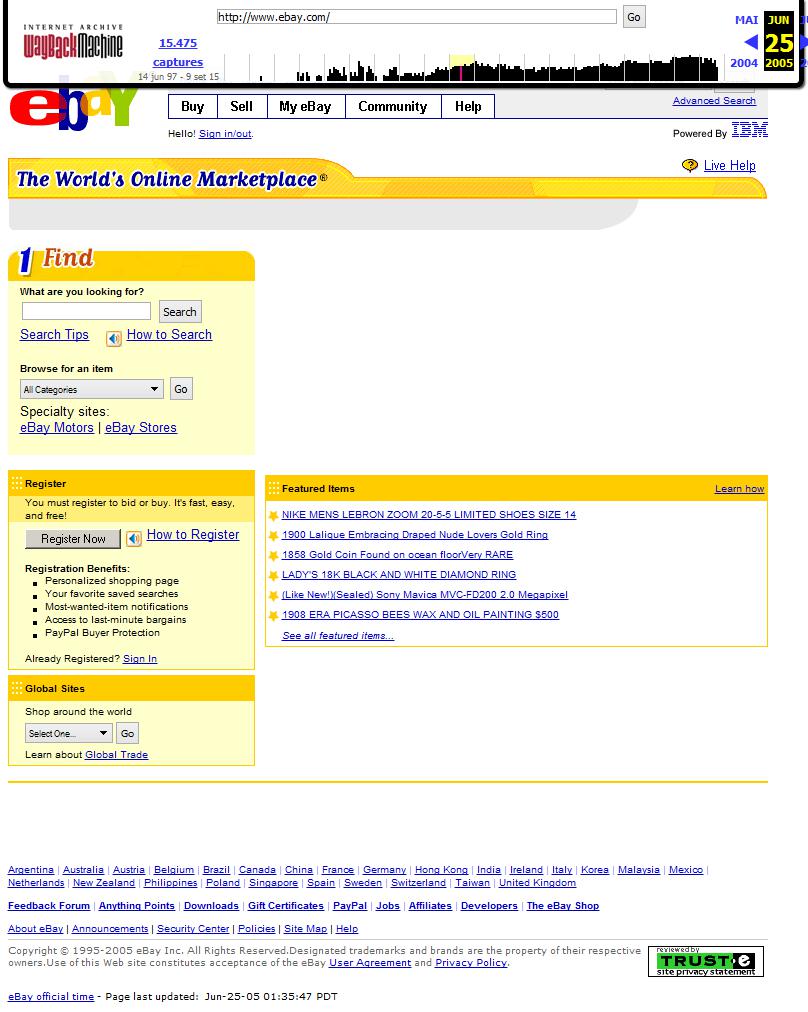 INTERNET ARCHIVE
WayBackMachine
http://www.ebay.com/
Go
15.475
captures
14 jun 97 - 9 set 15
MAI JUN
25
2004 2005
ebaY
Buy Sell My eBay Community Help
Advanced Search
Hello! Sign in/out.
Powered By IBM
The World's Online Marketplace®
Live Help
1 Find
What are you looking for?
Search
Search Tips How to Search
Browse for an item
All Categories Go
Specialty sites:
eBay Motors | eBay Stores
Register
You must register to bid or buy. It's fast, easy,
and free!
Register Now How to Register
Registration Benefits:
Personalized shopping page
Your favorite saved searches
Most-wanted-item notifications
Access to last-minute bargains
PayPal Buyer Protection
Already Registered? Sign In
Featured Items Learn how
NIKE MENS LEBRON ZOOM 20-5-5 LIMITED SHOES SIZE 14
1900 Lalique Embracing Draped Nude Lovers Gold Ring
1858 Gold Coin Found on ocean floorVery RARE
LADY'S 18K BLACK AND WHITE DIAMOND RING
(Like New!)(Sealed) Sony Mavica MVC-FD200 2.0 Megapixel
1908 ERA PICASSO BEES WAX AND OIL PAINTING $500
See all featured items...
Global Sites
Shop around the world
Select One... Go
Learn about Global Trade
Argentina | Australia | Austria | Belgium | Brazil | Canada | China | France | Germany | Hong Kong | India | Ireland | Italy | Korea | Malaysia | Mexico |
Netherlands | New Zealand | Philippines | Poland | Singapore | Spain | Sweden | Switzerland | Taiwan | United Kingdom
Feedback Forum | Anything Points | Downloads | Gift Certificates | PayPal | Jobs | Affiliates | Developers | The eBay Shop
About eBay | Announcements | Security Center | Policies | Site Map | Help
Copyright © 1995-2005 eBay Inc. All Rights Reserved.Designated trademarks and brands are the property of their respective
owners.Use of this Web site constitutes acceptance of the eBay User Agreement and Privacy Policy.
reviewed by
TRUSTe
site privacy statement
eBay official time - Page last updated: Jun-25-05 01:35:47 PDT